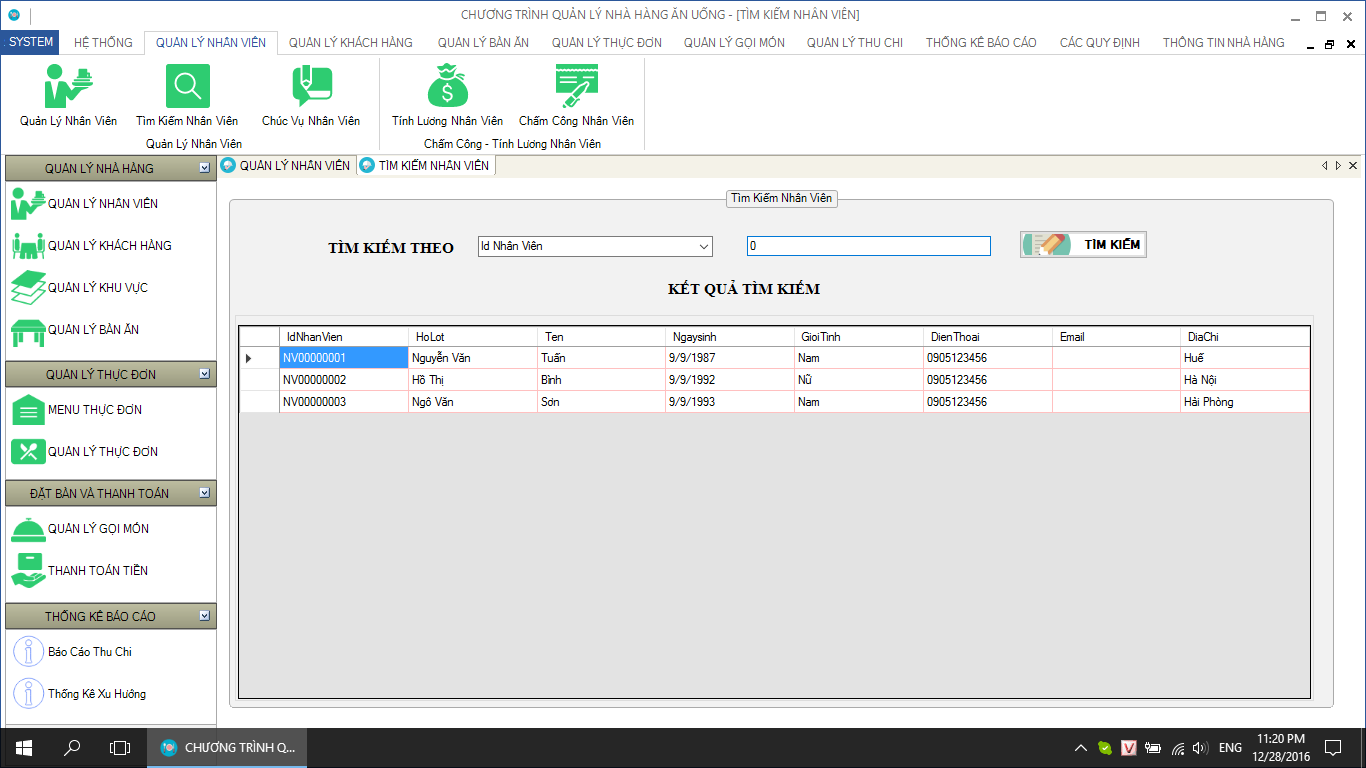 CHƯƠNG TRÌNH QUẢN LÝ NHÀ HÀNG ĂN UỐNG - [TÌM KIẾM NHÂN VIÊN]
SYSTEM HỆ THỐNG QUẢN LÝ NHÂN VIÊN QUẢN LÝ KHÁCH HÀNG QUẢN LÝ BÀN ĂN QUẢN LÝ THỰC ĐƠN QUẢN LÝ GỌI MÓN QUẢN LÝ THU CHI THỐNG KÊ BÁO CÁO CÁC QUY ĐỊNH THÔNG TIN NHÀ HÀNG
Quản Lý Nhân Viên Tìm Kiếm Nhân Viên Chúc Vụ Nhân Viên Tính Lương Nhân Viên Chấm Công Nhân Viên
Quản Lý Nhân Viên Chấm Công - Tính Lương Nhân Viên
QUẢN LÝ NHÀ HÀNG
QUẢN LÝ NHÂN VIÊN
QUẢN LÝ KHÁCH HÀNG
QUẢN LÝ KHU VỰC
QUẢN LÝ BÀN ĂN
QUẢN LÝ THỰC ĐƠN
MENU THỰC ĐƠN
QUẢN LÝ THỰC ĐƠN
ĐẶT BÀN VÀ THANH TOÁN
QUẢN LÝ GỌI MÓN
THANH TOÁN TIỀN
THỐNG KÊ BÁO CÁO
Báo Cáo Thu Chi
Thống Kê Xu Hướng
QUẢN LÝ NHÂN VIÊN TÌM KIẾM NHÂN VIÊN
Tìm Kiếm Nhân Viên
TÌM KIẾM THEO Id Nhân Viên 0 TÌM KIẾM
KẾT QUẢ TÌM KIẾM
IdNhanVien HoLot Ten Ngaysinh GioiTinh DienThoai Email DiaChi
NV00000001 Nguyễn Văn Tuấn 9/9/1987 Nam 0905123456 Huế
NV00000002 Hồ Thị Bình 9/9/1992 Nữ 0905123456 Hà Nội
NV00000003 Ngô Văn Sơn 9/9/1993 Nam 0905123456 Hải Phòng
CHƯƠNG TRÌNH Q... ENG 11:20 PM
12/28/2016